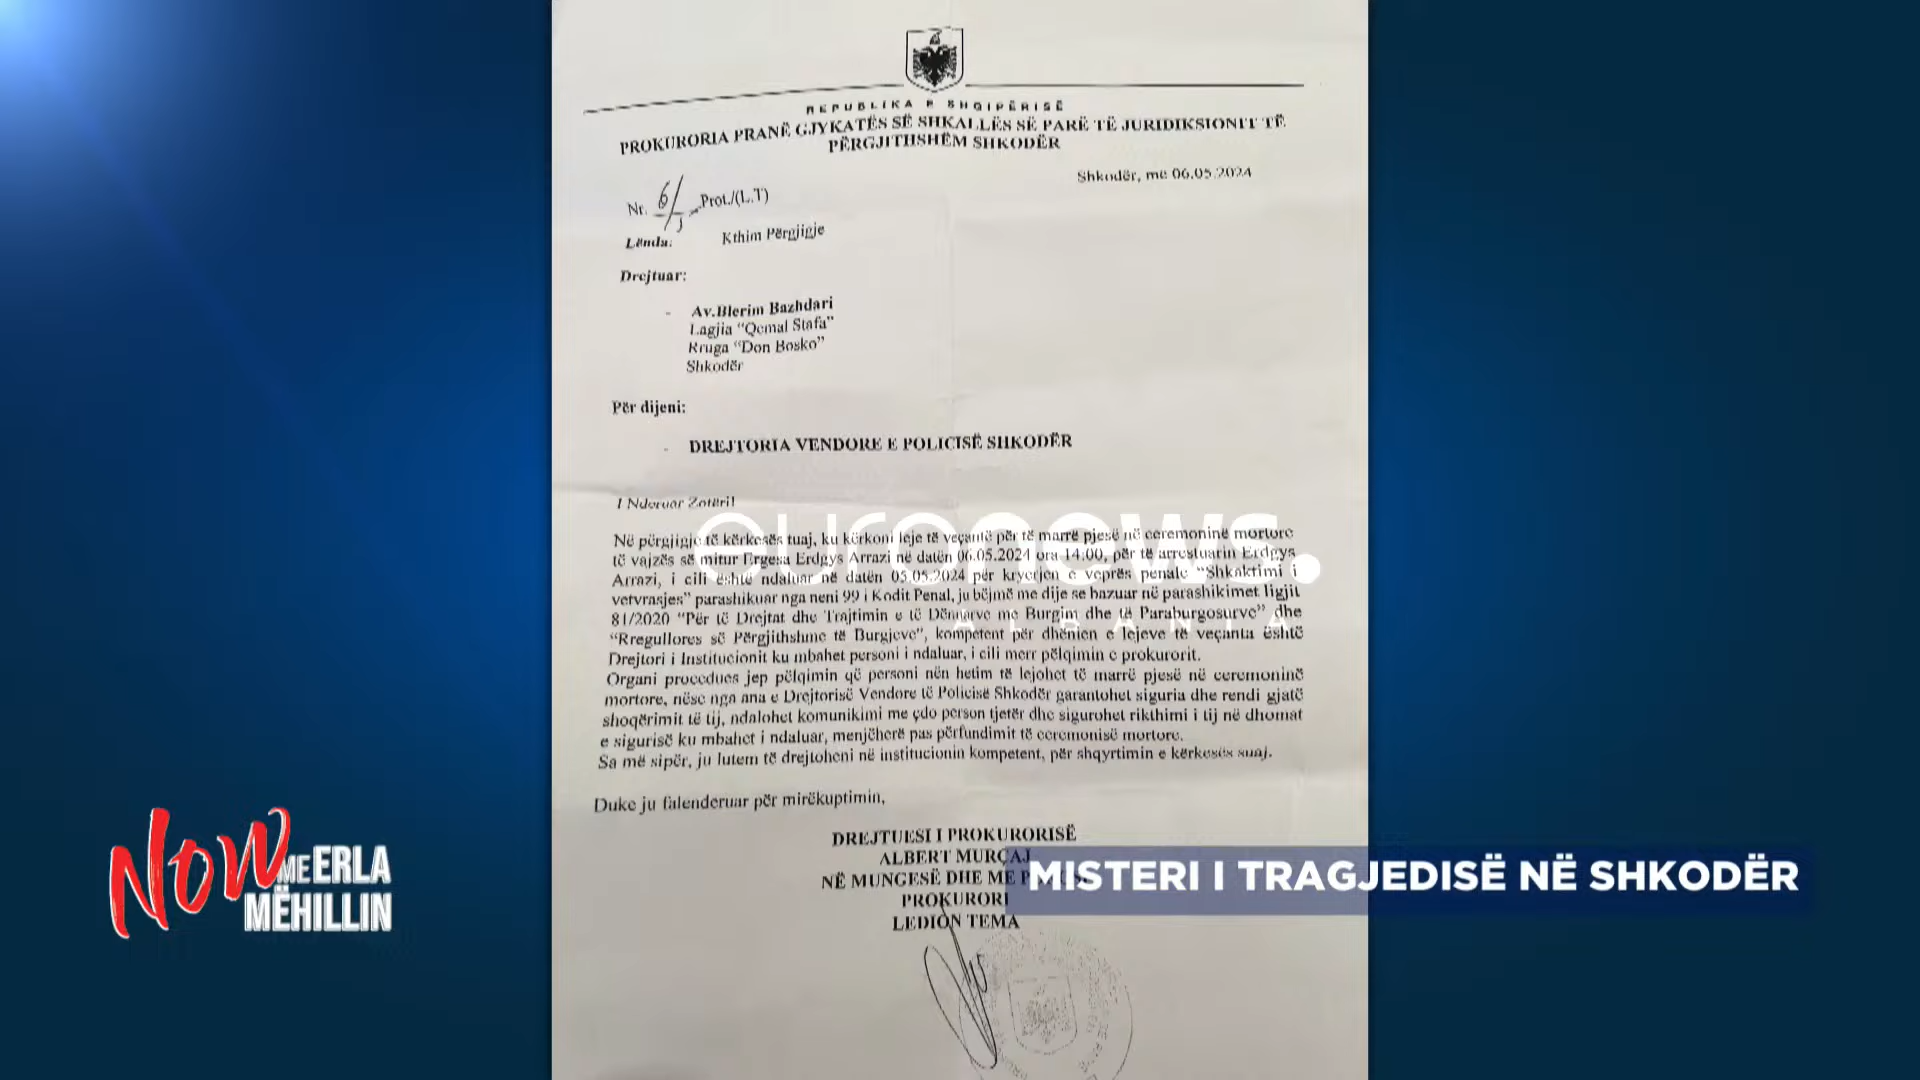 REPUBLIKA E SHQIPËRISË
PROKURORIA PRANË GJYKATËS SË SHKALLËS SË PARË TË JURIDIKSIONIT TË
PËRGJITHSHËM SHKODËR
Shkodër, më 06.05.2024
Nr. 6/ Prot./(L.T)
Lënda: Kthim Përgjigje
Drejtuar:
- Av.Blerim Bazhdari
Lagjia “Qemal Stafa”
Rruga “Don Bosko”
Shkodër
Për dijeni:
- DREJTORIA VENDORE E POLICISË SHKODËR
I Nderuar Zotëri!
Në përgjigje të kërkesës tuaj, ku kërkoni leje të veçantë për të marrë pjesë në ceremoninë mortore
të vajzës së mitur Ergesa Erdgys Arrazi në datën 06.05.2024 ora 14:00, për të arrestuarin Erdgys
Arrazi, i cili është ndaluar në datën 05.05.2024 për kryerjen e veprës penale “Shkaktimi i
vetvrasjes” parashikuar nga neni 99 i Kodit Penal, ju bëjmë me dije se bazuar në parashikimet ligjit
81/2020 “Për të Drejtat dhe Trajtimin e të Dënuarve me Burgim dhe të Paraburgosurve” dhe
“Rregullores së Përgjithshme të Burgjeve”, kompetent për dhënien e lejeve të veçanta është
Drejtori i Institucionit ku mbahet personi i ndaluar, i cili merr pëlqimin e prokurorit.
Organi procedues jep pëlqimin që personi nën hetim të lejohet të marrë pjesë në ceremoninë
mortore, nëse nga ana e Drejtorisë Vendore të Policisë Shkodër garantohet siguria dhe rendi gjatë
shoqërimit të tij, ndalohet komunikimi me çdo person tjetër dhe sigurohet rikthimi i tij në dhomat
e sigurisë ku mbahet i ndaluar, menjëherë pas përfundimit të ceremonisë mortore.
Sa më sipër, ju lutem të drejtoheni në institucionin kompetent, për shqyrtimin e kërkesës suaj.
Duke ju falenderuar për mirëkuptimin,
DREJTUESI I PROKURORISË
ALBERT MURÇAJ
NË MUNGESË DHE ME P
PROKURORI
LEDION TEMA
euronews.
ALBANIA
NOW ME ERLA
MËHILLIN
MISTERI I TRAGJEDISË NË SHKODËR